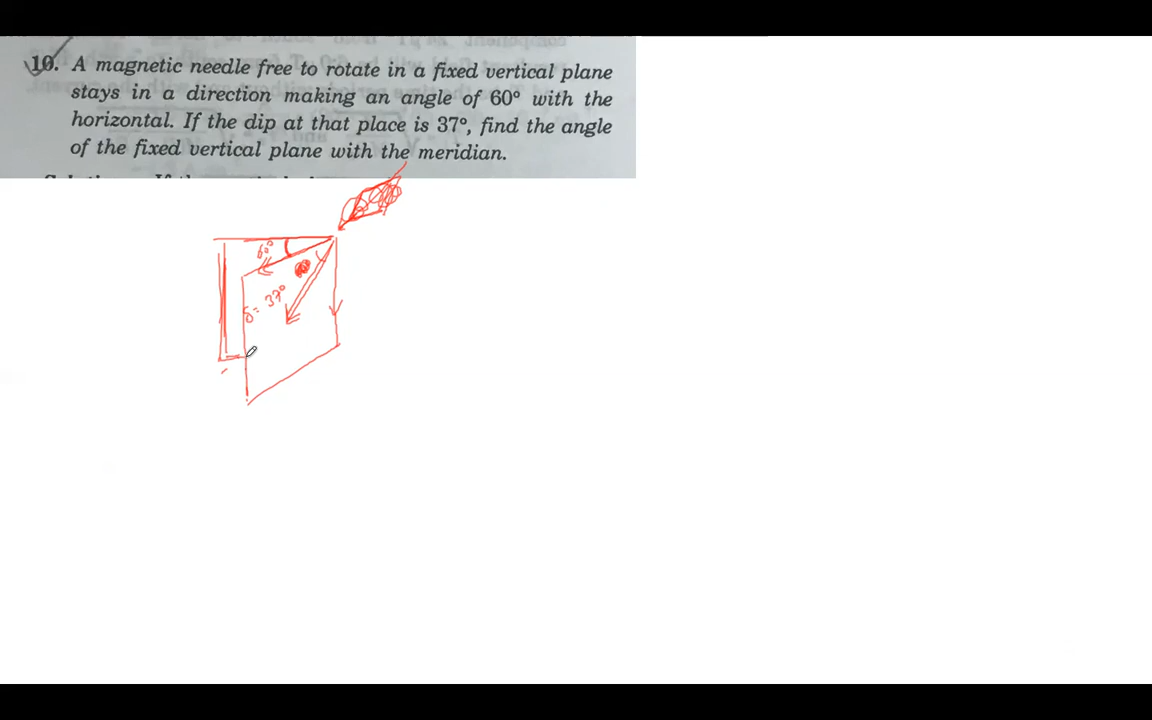 component
10. A magnetic needle free to rotate in a fixed vertical plane
stays in a direction making an angle of 60° with the
horizontal. If the dip at that place is 37°, find the angle
of the fixed vertical plane with the meridian.
60°
δ = 37°